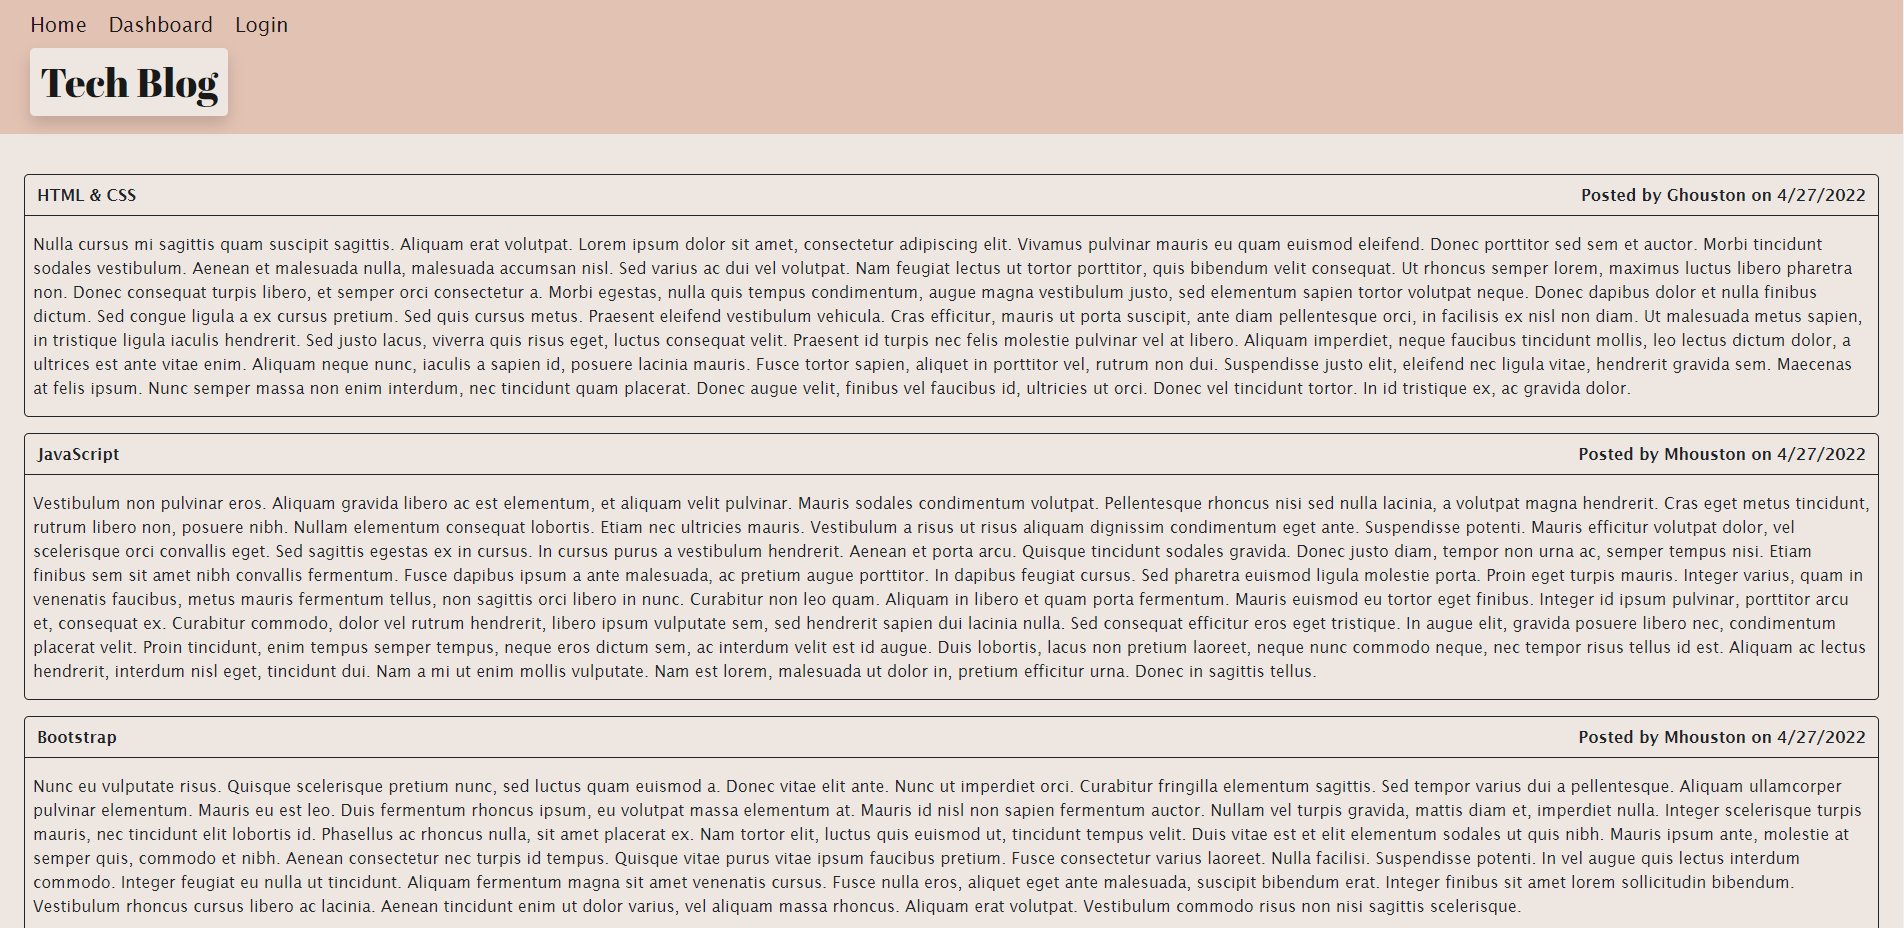 Home Dashboard Login
Tech Blog
HTML & CSS Posted by Ghouston on 4/27/2022
Nulla cursus mi sagittis quam suscipit sagittis. Aliquam erat volutpat. Lorem ipsum dolor sit amet, consectetur adipiscing elit. Vivamus pulvinar mauris eu quam euismod eleifend. Donec porttitor sed sem et auctor. Morbi tincidunt
sodales vestibulum. Aenean et malesuada nulla, malesuada accumsan nisl. Sed varius ac dui vel volutpat. Nam feugiat lectus ut tortor porttitor, quis bibendum velit consequat. Ut rhoncus semper lorem, maximus luctus libero pharetra
non. Donec consequat turpis libero, et semper orci consectetur a. Morbi egestas, nulla quis tempus condimentum, augue magna vestibulum justo, sed elementum sapien tortor volutpat neque. Donec dapibus dolor et nulla finibus
dictum. Sed congue ligula a ex cursus pretium. Sed quis cursus metus. Praesent eleifend vestibulum vehicula. Cras efficitur, mauris ut porta suscipit, ante diam pellentesque orci, in facilisis ex nisl non diam. Ut malesuada metus sapien,
in tristique ligula iaculis hendrerit. Sed justo lacus, viverra quis risus eget, luctus consequat velit. Praesent id turpis nec felis molestie pulvinar vel at libero. Aliquam imperdiet, neque faucibus tincidunt mollis, leo lectus dictum dolor, a
ultrices est ante vitae enim. Aliquam neque nunc, iaculis a sapien id, posuere lacinia mauris. Fusce tortor sapien, aliquet in porttitor vel, rutrum non dui. Suspendisse justo elit, eleifend nec ligula vitae, hendrerit gravida sem. Maecenas
at felis ipsum. Nunc semper massa non enim interdum, nec tincidunt quam placerat. Donec augue velit, finibus vel faucibus id, ultricies ut orci. Donec vel tincidunt tortor. In id tristique ex, ac gravida dolor.
JavaScript Posted by Mhouston on 4/27/2022
Vestibulum non pulvinar eros. Aliquam gravida libero ac est elementum, et aliquam velit pulvinar. Mauris sodales condimentum volutpat. Pellentesque rhoncus nisi sed nulla lacinia, a volutpat magna hendrerit. Cras eget metus tincidunt,
rutrum libero non, posuere nibh. Nullam elementum consequat lobortis. Etiam nec ultricies mauris. Vestibulum a risus ut risus aliquam dignissim condimentum eget ante. Suspendisse potenti. Mauris efficitur volutpat dolor, vel
scelerisque orci convallis eget. Sed sagittis egestas ex in cursus. In cursus purus a vestibulum hendrerit. Aenean et porta arcu. Quisque tincidunt sodales gravida. Donec justo diam, tempor non urna ac, semper tempus nisi. Etiam
finibus sem sit amet nibh convallis fermentum. Fusce dapibus ipsum a ante malesuada, ac pretium augue porttitor. In dapibus feugiat cursus. Sed pharetra euismod ligula molestie porta. Proin eget turpis mauris. Integer varius, quam in
venenatis faucibus, metus mauris fermentum tellus, non sagittis orci libero in nunc. Curabitur non leo quam. Aliquam in libero et quam porta fermentum. Mauris euismod eu tortor eget finibus. Integer id ipsum pulvinar, porttitor arcu
et, consequat ex. Curabitur commodo, dolor vel rutrum hendrerit, libero ipsum vulputate sem, sed hendrerit sapien dui lacinia nulla. Sed consequat efficitur eros eget tristique. In augue elit, gravida posuere libero nec, condimentum
placerat velit. Proin tincidunt, enim tempus semper tempus, neque eros dictum sem, ac interdum velit est id augue. Duis lobortis, lacus non pretium laoreet, neque nunc commodo neque, nec tempor risus tellus id est. Aliquam ac lectus
hendrerit, interdum nisl eget, tincidunt dui. Nam a mi ut enim mollis vulputate. Nam est lorem, malesuada ut dolor in, pretium efficitur urna. Donec in sagittis tellus.
Bootstrap Posted by Mhouston on 4/27/2022
Nunc eu vulputate risus. Quisque scelerisque pretium nunc, sed luctus quam euismod a. Donec vitae elit ante. Nunc ut imperdiet orci. Curabitur fringilla elementum sagittis. Sed tempor varius dui a pellentesque. Aliquam ullamcorper
pulvinar elementum. Mauris eu est leo. Duis fermentum rhoncus ipsum, eu volutpat massa elementum at. Mauris id nisl non sapien fermentum auctor. Nullam vel turpis gravida, mattis diam et, imperdiet nulla. Integer scelerisque turpis
mauris, nec tincidunt elit lobortis id. Phasellus ac rhoncus nulla, sit amet placerat ex. Nam tortor elit, luctus quis euismod ut, tincidunt tempus velit. Duis vitae est et elit elementum sodales ut quis nibh. Mauris ipsum ante, molestie at
semper quis, commodo et nibh. Aenean consectetur nec turpis id tempus. Quisque vitae purus vitae ipsum faucibus pretium. Fusce consectetur varius laoreet. Nulla facilisi. Suspendisse potenti. In vel augue quis lectus interdum
commodo. Integer feugiat eu nulla ut tincidunt. Aliquam fermentum magna sit amet venenatis cursus. Fusce nulla eros, aliquet eget ante malesuada, suscipit bibendum erat. Integer finibus sit amet lorem sollicitudin bibendum.
Vestibulum rhoncus cursus libero ac lacinia. Aenean tincidunt enim ut dolor varius, vel aliquam massa rhoncus. Aliquam erat volutpat. Vestibulum commodo risus non nisi sagittis scelerisque.